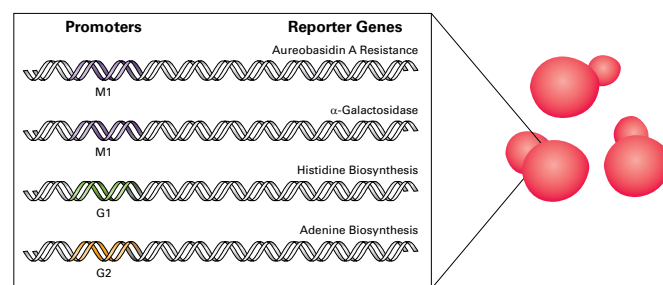 Promoters Reporter Genes
Aureobasidin A Resistance
M1
α-Galactosidase
M1
Histidine Biosynthesis
G1
Adenine Biosynthesis
G2